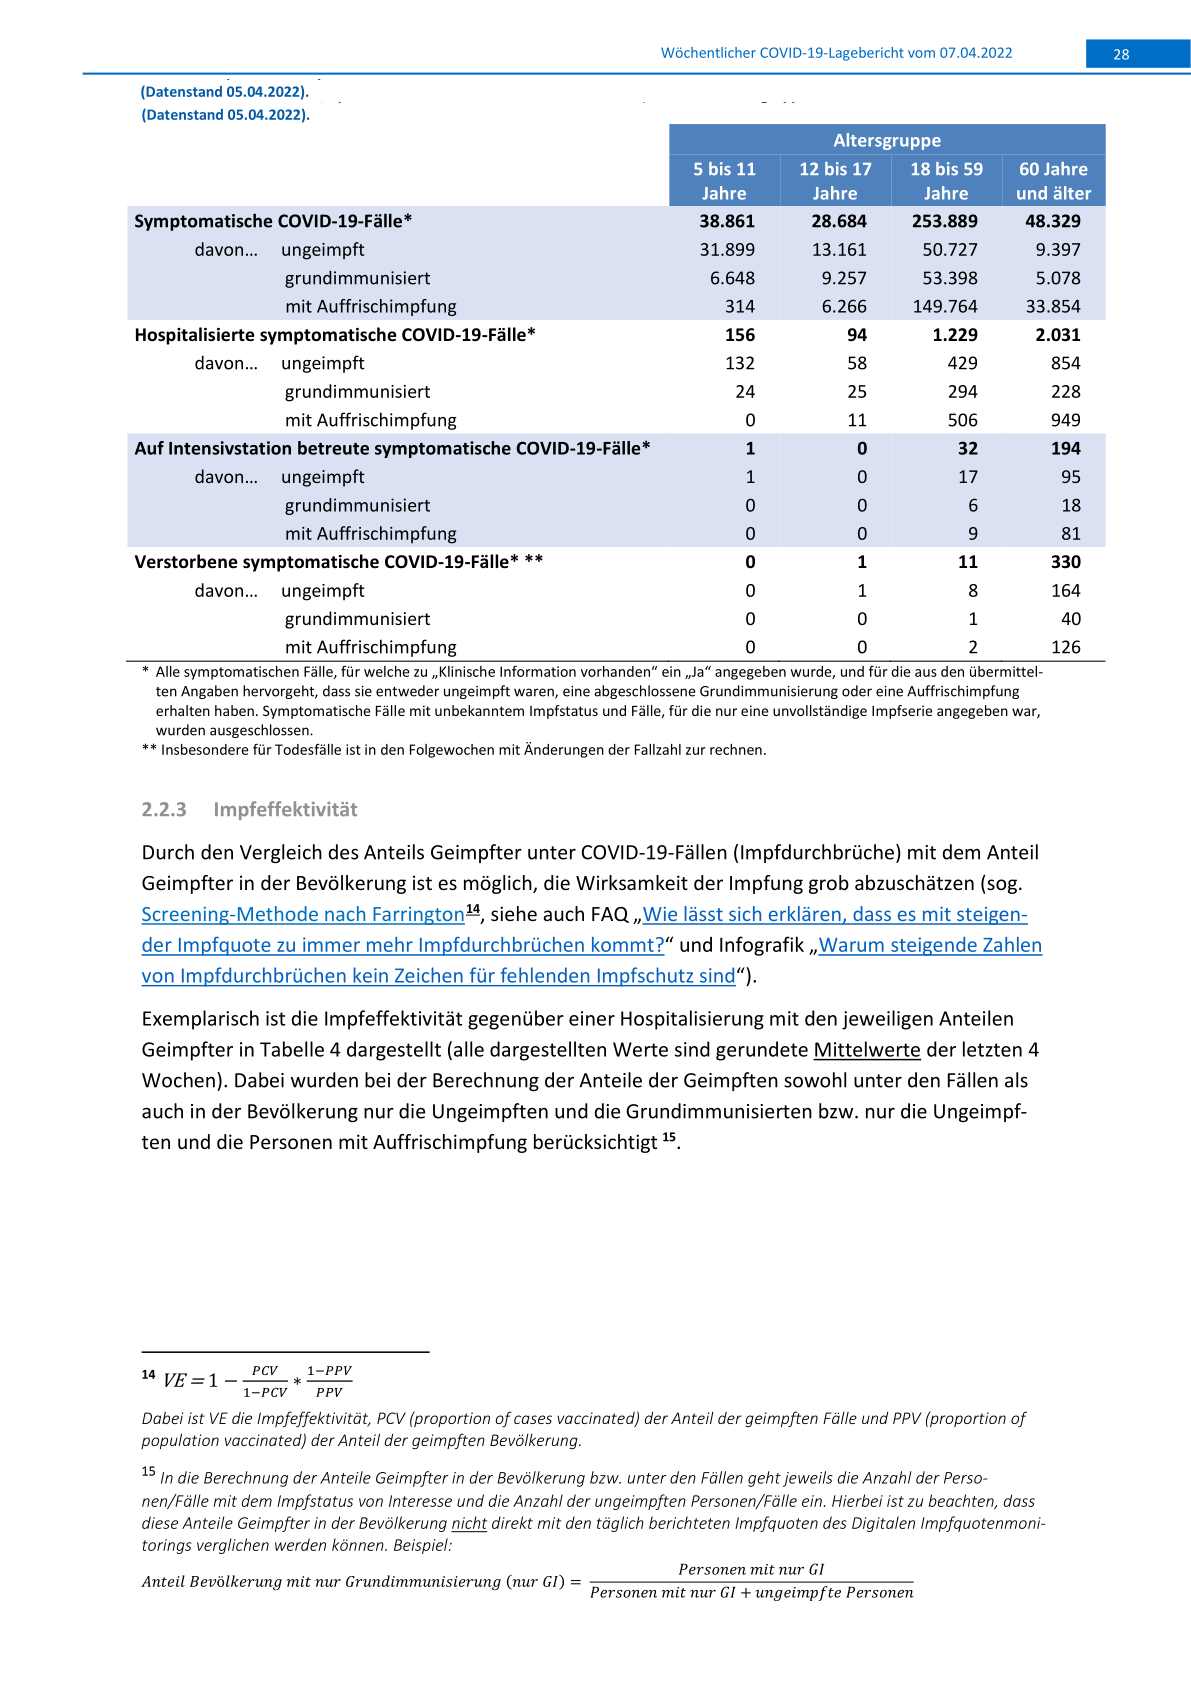 Wöchentlicher COVID-19-Lagebericht vom 07.04.2022 28
(Datenstand 05.04.2022).
(Datenstand 05.04.2022).
Altersgruppe
5 bis 11 Jahre 12 bis 17 Jahre 18 bis 59 Jahre 60 Jahre und älter
Symptomatische COVID-19-Fälle* 38.861 28.684 253.889 48.329
davon... ungeimpft 31.899 13.161 50.727 9.397
grundimmunisiert 6.648 9.257 53.398 5.078
mit Auffrischimpfung 314 6.266 149.764 33.854
Hospitalisierte symptomatische COVID-19-Fälle* 156 94 1.229 2.031
davon... ungeimpft 132 58 429 854
grundimmunisiert 24 25 294 228
mit Auffrischimpfung 0 11 506 949
Auf Intensivstation betreute symptomatische COVID-19-Fälle* 1 0 32 194
davon... ungeimpft 1 0 17 95
grundimmunisiert 0 0 6 18
mit Auffrischimpfung 0 0 9 81
Verstorbene symptomatische COVID-19-Fälle* ** 0 1 11 330
davon... ungeimpft 0 1 8 164
grundimmunisiert 0 0 1 40
mit Auffrischimpfung 0 0 2 126
* Alle symptomatischen Fälle, für welche zu „Klinische Information vorhanden“ ein „Ja“ angegeben wurde, und für die aus den übermittel-
ten Angaben hervorgeht, dass sie entweder ungeimpft waren, eine abgeschlossene Grundimmunisierung oder eine Auffrischimpfung
erhalten haben. Symptomatische Fälle mit unbekanntem Impfstatus und Fälle, für die nur eine unvollständige Impfserie angegeben war,
wurden ausgeschlossen.
** Insbesondere für Todesfälle ist in den Folgewochen mit Änderungen der Fallzahl zur rechnen.
2.2.3 Impfeffektivität
Durch den Vergleich des Anteils Geimpfter unter COVID-19-Fällen (Impfdurchbrüche) mit dem Anteil
Geimpfter in der Bevölkerung ist es möglich, die Wirksamkeit der Impfung grob abzuschätzen (sog.
Screening-Methode nach Farrington14, siehe auch FAQ „Wie lässt sich erklären, dass es mit steigen-
der Impfquote zu immer mehr Impfdurchbrüchen kommt?“ und Infografik „Warum steigende Zahlen
von Impfdurchbrüchen kein Zeichen für fehlenden Impfschutz sind“).
Exemplarisch ist die Impfeffektivität gegenüber einer Hospitalisierung mit den jeweiligen Anteilen
Geimpfter in Tabelle 4 dargestellt (alle dargestellten Werte sind gerundete Mittelwerte der letzten 4
Wochen). Dabei wurden bei der Berechnung der Anteile der Geimpften sowohl unter den Fällen als
auch in der Bevölkerung nur die Ungeimpften und die Grundimmunisierten bzw. nur die Ungeimpf-
ten und die Personen mit Auffrischimpfung berücksichtigt 15.
14 VE = 1 − PCV/(1−PCV) ∗ (1−PPV)/PPV
Dabei ist VE die Impfeffektivität, PCV (proportion of cases vaccinated) der Anteil der geimpften Fälle und PPV (proportion of
population vaccinated) der Anteil der geimpften Bevölkerung.
15 In die Berechnung der Anteile Geimpfter in der Bevölkerung bzw. unter den Fällen geht jeweils die Anzahl der Perso-
nen/Fälle mit dem Impfstatus von Interesse und die Anzahl der ungeimpften Personen/Fälle ein. Hierbei ist zu beachten, dass
diese Anteile Geimpfter in der Bevölkerung nicht direkt mit den täglich berichteten Impfquoten des Digitalen Impfquotenmoni-
torings verglichen werden können. Beispiel:
Anteil Bevölkerung mit nur Grundimmunisierung (nur GI) = Personen mit nur GI / (Personen mit nur GI + ungeimpfte Personen)